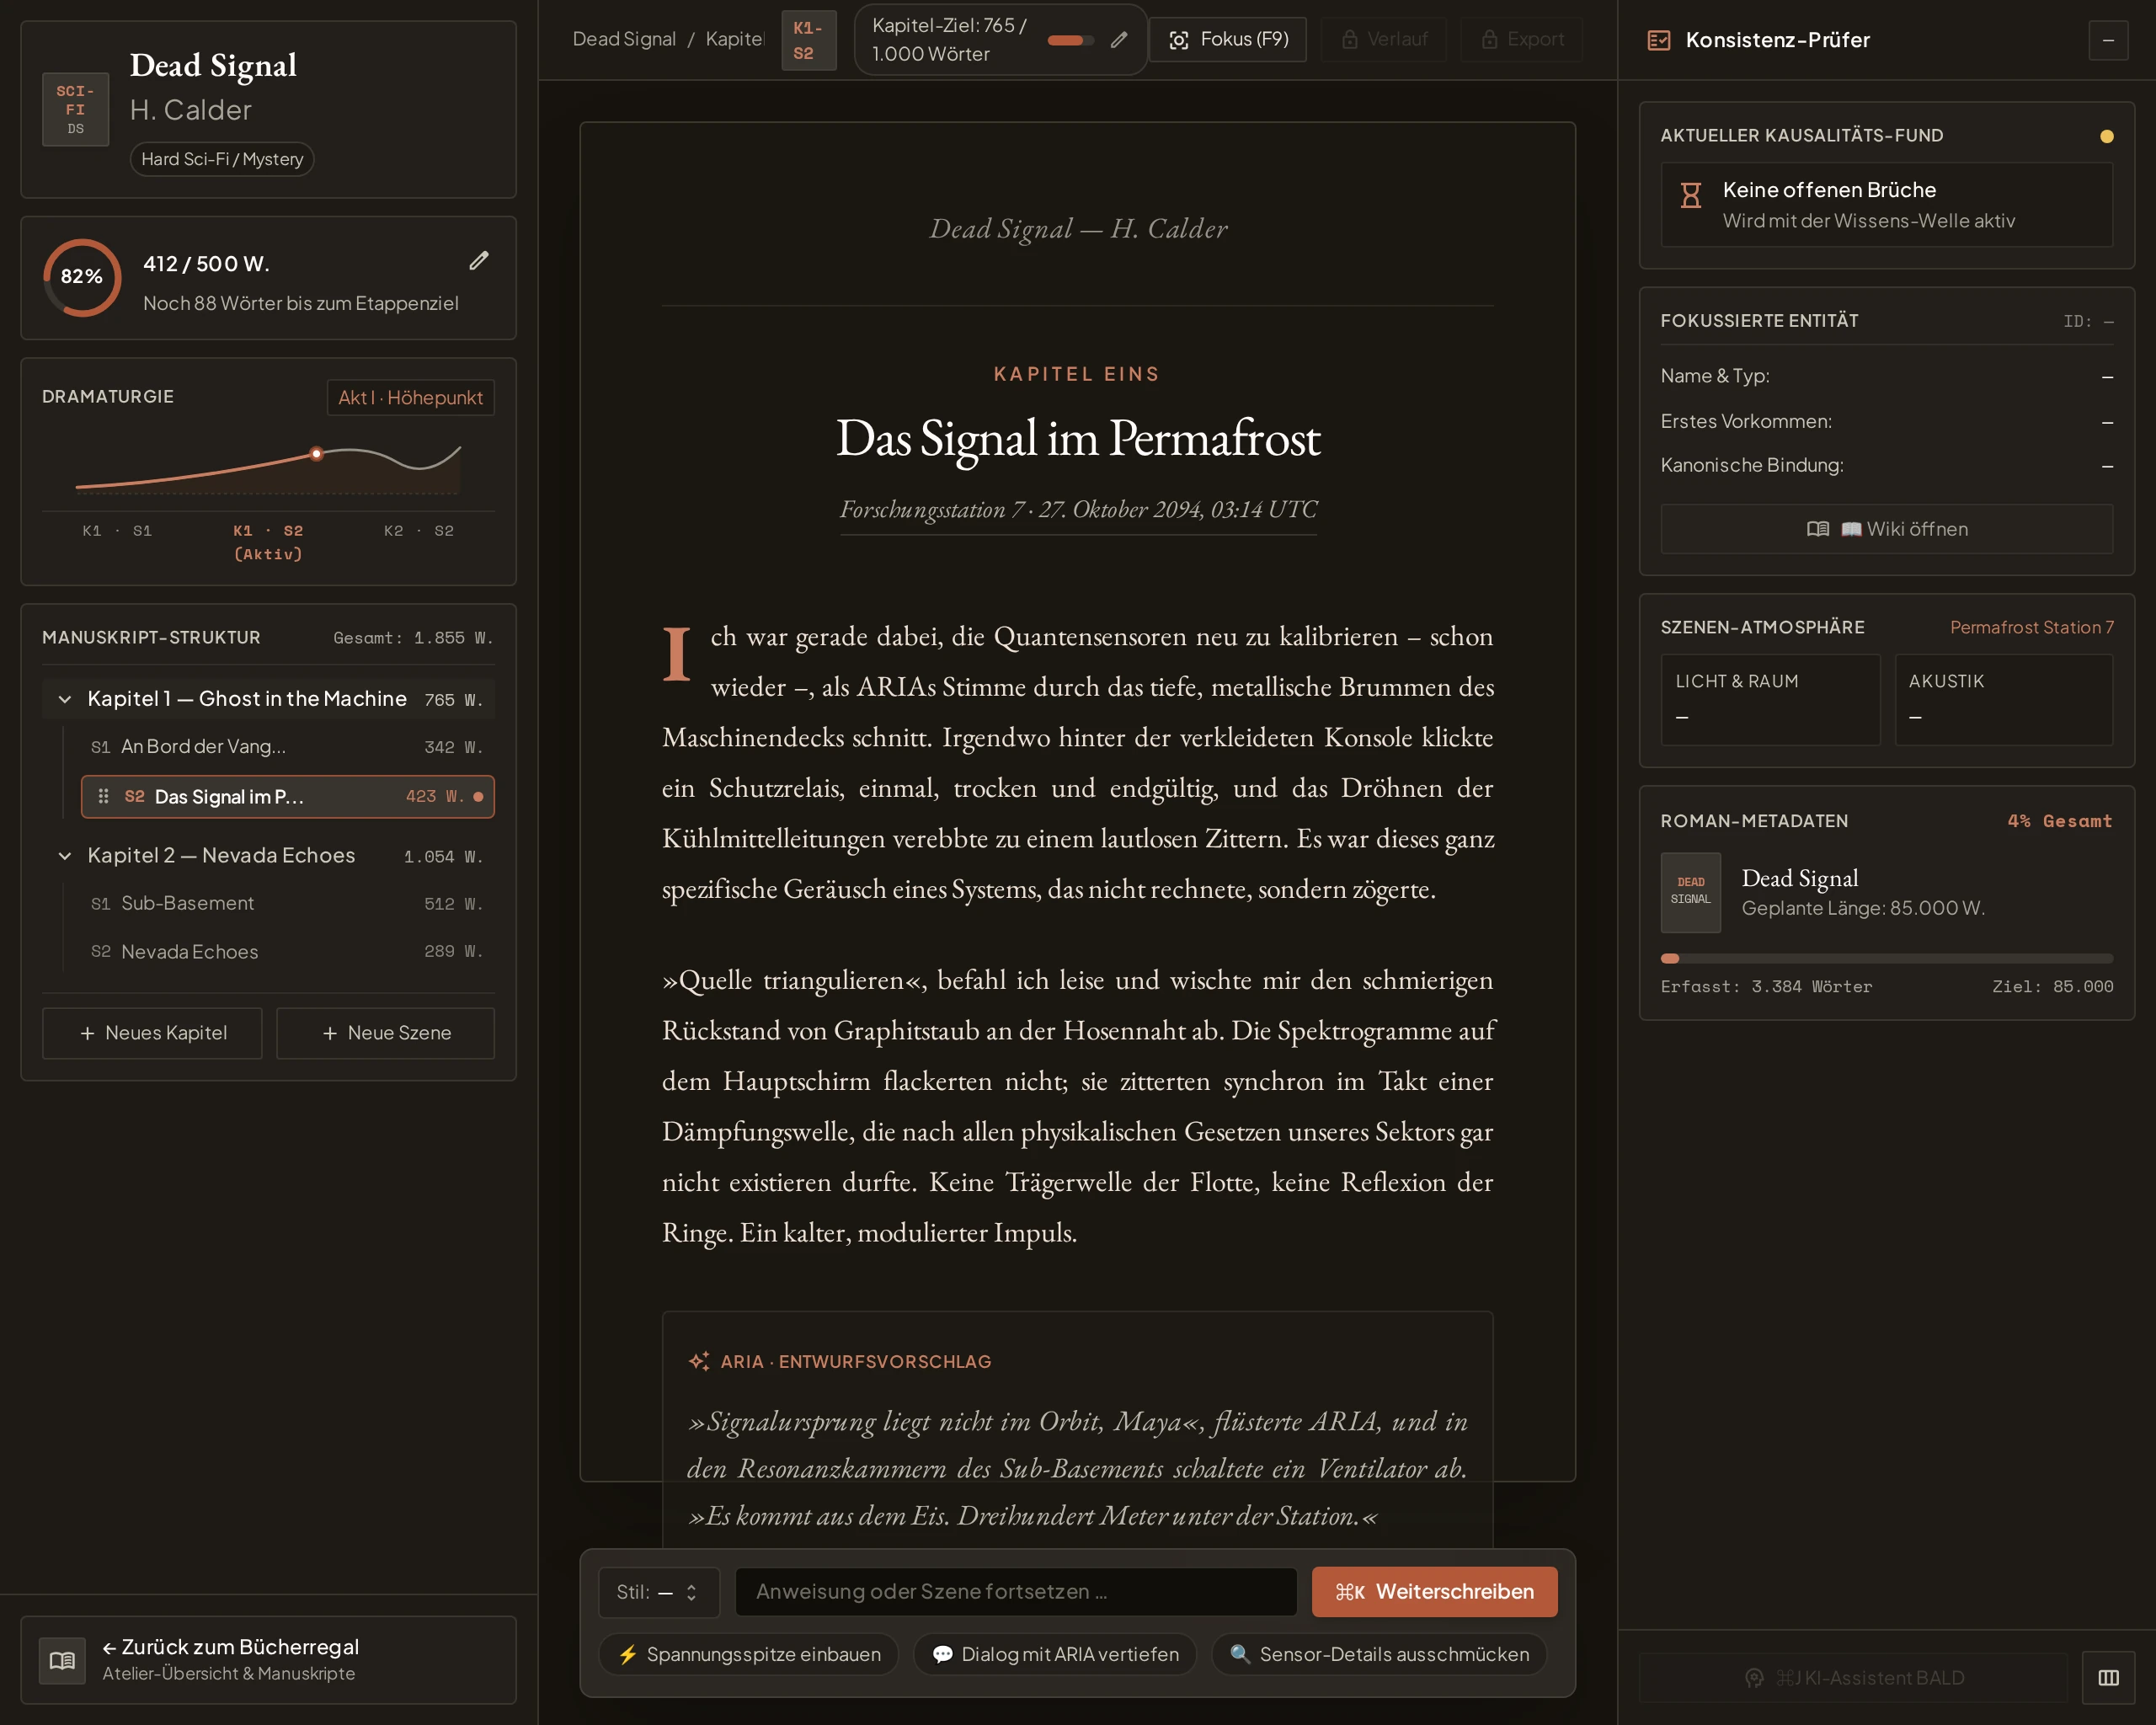 SCI-
FI
DS
Dead Signal
H. Calder
Hard Sci-Fi / Mystery
82%
412 / 500 W.
Noch 88 Wörter bis zum Etappenziel
DRAMATURGIE
Akt I · Höhepunkt
K1 · S1
K1 · S2
(Aktiv)
K2 · S2
MANUSKRIPT-STRUKTUR
Gesamt: 1.855 W.
Kapitel 1 — Ghost in the Machine 765 W.
S1 An Bord der Vang... 342 W.
S2 Das Signal im P... 423 W.
Kapitel 2 — Nevada Echoes 1.054 W.
S1 Sub-Basement 512 W.
S2 Nevada Echoes 289 W.
+ Neues Kapitel
+ Neue Szene
← Zurück zum Bücherregal
Atelier-Übersicht & Manuskripte
Dead Signal / Kapitel
K1-
S2
Kapitel-Ziel: 765 /
1.000 Wörter
Fokus (F9)
Verlauf
Export
Dead Signal — H. Calder
KAPITEL EINS
Das Signal im Permafrost
Forschungsstation 7 · 27. Oktober 2094, 03:14 UTC
Ich war gerade dabei, die Quantensensoren neu zu kalibrieren – schon
wieder –, als ARIAs Stimme durch das tiefe, metallische Brummen des
Maschinendecks schnitt. Irgendwo hinter der verkleideten Konsole klickte
ein Schutzrelais, einmal, trocken und endgültig, und das Dröhnen der
Kühlmittelleitungen verebbte zu einem lautlosen Zittern. Es war dieses ganz
spezifische Geräusch eines Systems, das nicht rechnete, sondern zögerte.
»Quelle triangulieren«, befahl ich leise und wischte mir den schmierigen
Rückstand von Graphitstaub an der Hosennaht ab. Die Spektrogramme auf
dem Hauptschirm flackerten nicht; sie zitterten synchron im Takt einer
Dämpfungswelle, die nach allen physikalischen Gesetzen unseres Sektors gar
nicht existieren durfte. Keine Trägerwelle der Flotte, keine Reflexion der
Ringe. Ein kalter, modulierter Impuls.
ARIA · ENTWURFSVORSCHLAG
»Signalursprung liegt nicht im Orbit, Maya«, flüsterte ARIA, und in
den Resonanzkammern des Sub-Basements schaltete ein Ventilator ab.
»Es kommt aus dem Eis. Dreihundert Meter unter der Station.«
Stil: —
Anweisung oder Szene fortsetzen …
⌘K Weiterschreiben
⚡ Spannungsspitze einbauen
💬 Dialog mit ARIA vertiefen
🔍 Sensor-Details ausschmücken
Konsistenz-Prüfer
–
AKTUELLER KAUSALITÄTS-FUND
Keine offenen Brüche
Wird mit der Wissens-Welle aktiv
FOKUSSIERTE ENTITÄT
ID: —
Name & Typ: —
Erstes Vorkommen: —
Kanonische Bindung: —
📖 Wiki öffnen
SZENEN-ATMOSPHÄRE
Permafrost Station 7
LICHT & RAUM
—
AKUSTIK
—
ROMAN-METADATEN
4% Gesamt
DEAD
SIGNAL
Dead Signal
Geplante Länge: 85.000 W.
Erfasst: 3.384 Wörter
Ziel: 85.000
⌘J KI-Assistent BALD